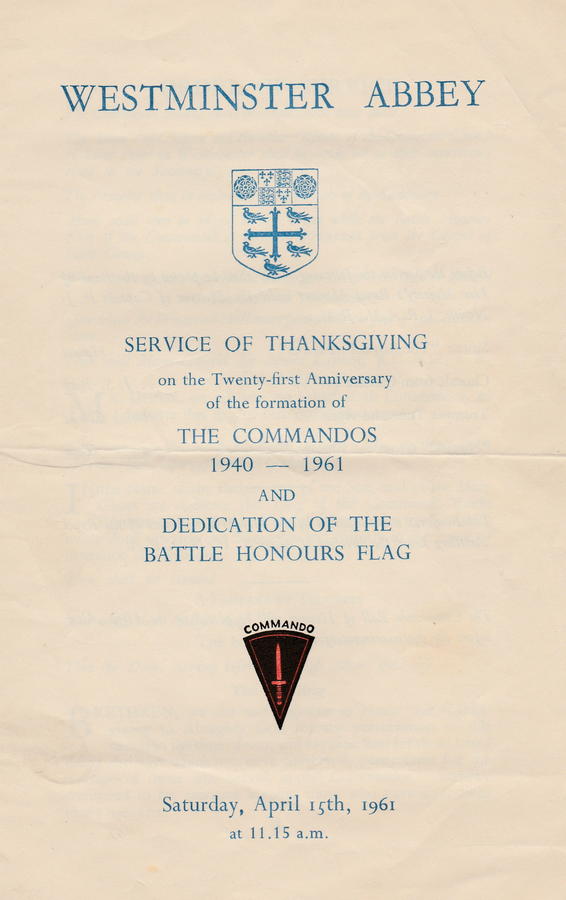 WESTMINSTER ABBEY
SERVICE OF THANKSGIVING
on the Twenty-first Anniversary
of the formation of
THE COMMANDOS
1940 — 1961
AND
DEDICATION OF THE
BATTLE HONOURS FLAG
COMMANDO
Saturday, April 15th, 1961
at 11.15 a.m.